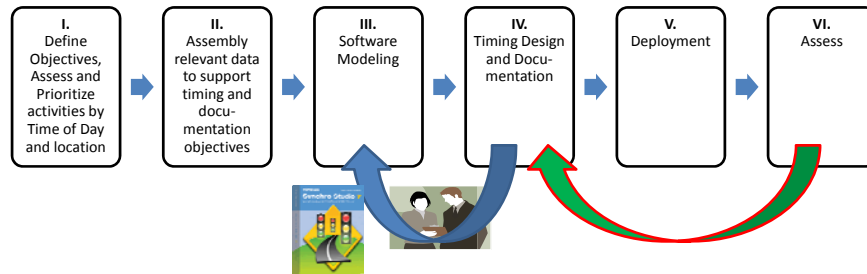 I.
Define
Objectives,
Assess and
Prioritize
activities by
Time of Day
and location
II.
Assembly
relevant data
to support
timing and
docu-
mentation
objectives
III.
Software
Modeling
IV.
Timing Design
and Docu-
mentation
V.
Deployment
VI.
Assess
Synchro Studio 7